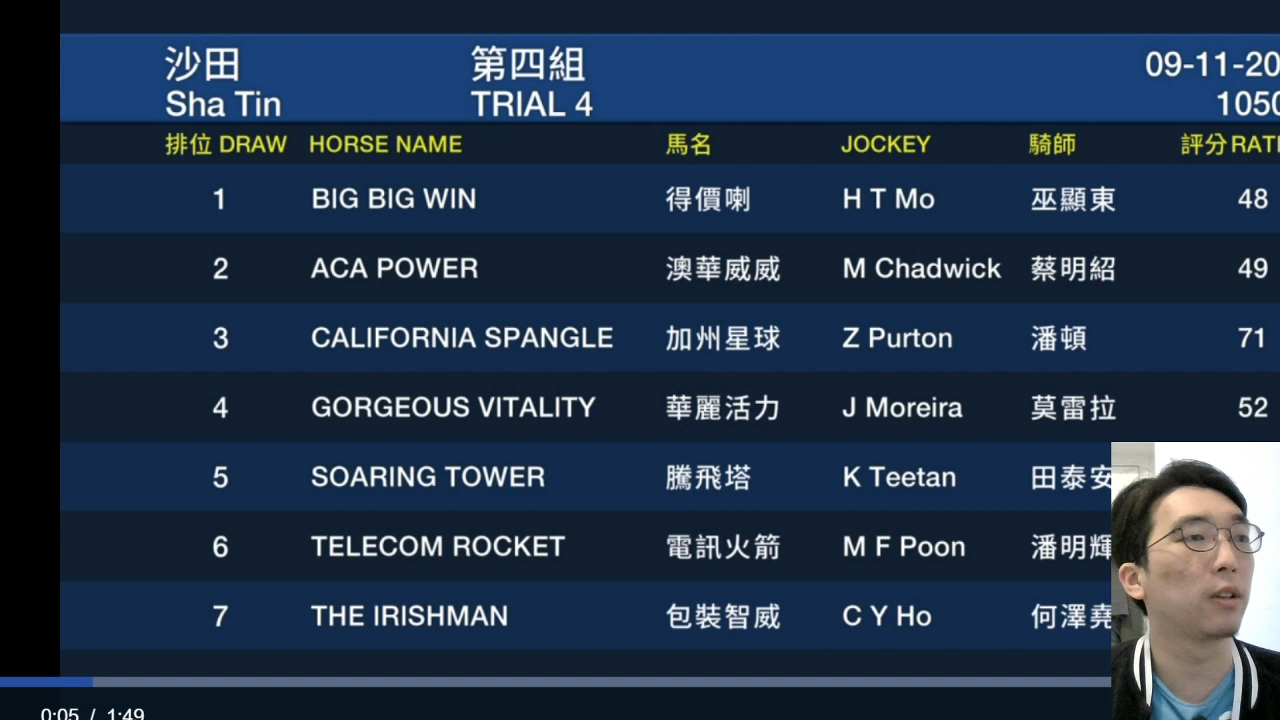 沙田 第四組 09-11-20
Sha Tin TRIAL 4 1050
排位 DRAW HORSE NAME 馬名 JOCKEY 騎師 評分 RATI
1 BIG BIG WIN 得價喇 H T Mo 巫顯東 48
2 ACA POWER 澳華威威 M Chadwick 蔡明紹 49
3 CALIFORNIA SPANGLE 加州星球 Z Purton 潘頓 71
4 GORGEOUS VITALITY 華麗活力 J Moreira 莫雷拉 52
5 SOARING TOWER 騰飛塔 K Teetan 田泰安
6 TELECOM ROCKET 電訊火箭 M F Poon 潘明輝
7 THE IRISHMAN 包裝智威 C Y Ho 何澤堯
0:05 / 1:49